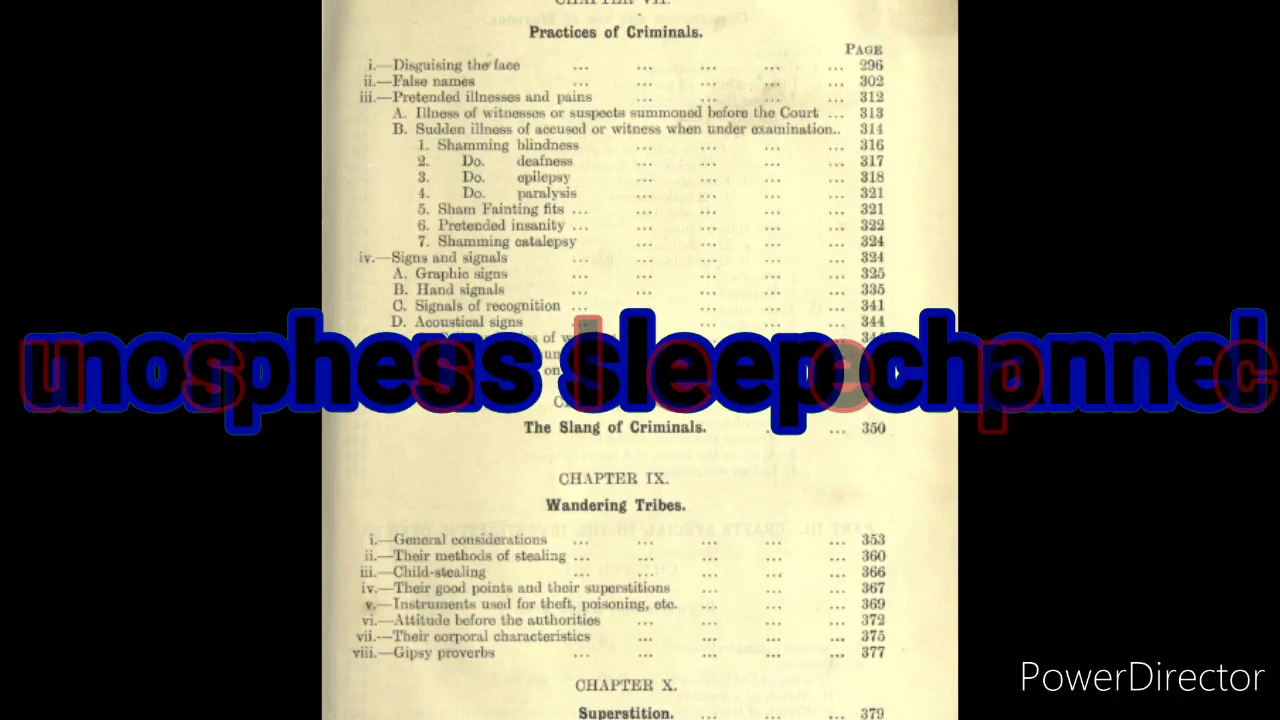 CHAPTER VII.
Practices of Criminals.
PAGE
i.—Disguising the face ... ... ... ... ... 296
ii.—False names ... ... ... ... ... 302
iii.—Pretended illnesses and pains ... ... ... ... 312
A. Illness of witnesses or suspects summoned before the Court ... 313
B. Sudden illness of accused or witness when under examination.. 314
1. Shamming blindness ... ... ... ... 316
2. Do. deafness ... ... ... ... 317
3. Do. epilepsy ... ... ... ... 318
4. Do. paralysis ... ... ... ... 321
5. Sham Fainting fits ... ... ... ... ... 321
6. Pretended insanity ... ... ... ... ... 322
7. Shamming catalepsy ... ... ... ... 324
iv.—Signs and signals ... ... ... ... ... 324
A. Graphic signs ... ... ... ... ... 325
B. Hand signals ... ... ... ... ... 335
C. Signals of recognition ... ... ... ... ... 341
D. Acoustical signs ... ... ... ... ... 344
unosphess sleep channel
The Slang of Criminals. ... 350
CHAPTER IX.
Wandering Tribes.
i.—General considerations ... ... ... ... ... 353
ii.—Their methods of stealing ... ... ... ... ... 360
iii.—Child-stealing ... ... ... ... ... 366
iv.—Their good points and their superstitions ... ... ... 367
v.—Instruments used for theft, poisoning, etc. ... ... ... 369
vi.—Attitude before the authorities ... ... ... ... 372
vii.—Their corporal characteristics ... ... ... ... 375
viii.—Gipsy proverbs ... ... ... ... ... 377
CHAPTER X.
Superstition. ... ... ... 379
PowerDirector